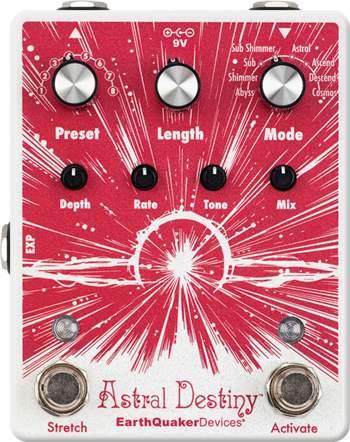 9V
Sub Shimmer Astral
Sub Ascend
Shimmer Descend
Abyss Cosmos
1 2 3 4 5 6 7 8
Preset Length Mode
Depth Rate Tone Mix
EXP
Astral Destiny™
Stretch EarthQuakerDevices® Activate